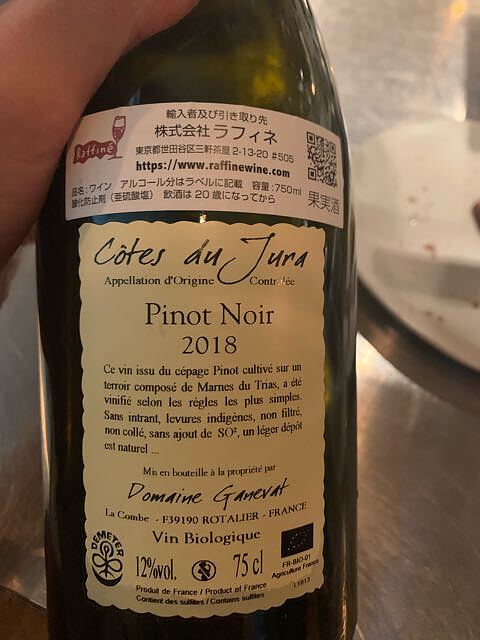 輸入者及び引き取り先
株式会社 ラフィネ
東京都世田谷区三軒茶屋 2-13-20 #505
https://www.raffinewine.com
Raffiné
品名:ワイン アルコール分はラベルに記載 容量:750ml
酸化防止剤(亜硫酸塩) 飲酒は20歳になってから
果実酒
Côtes du Jura
Appellation d'Origine Contrôlée
Pinot Noir
2018
Ce vin issu du cépage Pinot cultivé sur un
terroir composé de Marnes du Trias, a été
vinifié selon les règles les plus simples.
Sans intrant, levures indigènes, non filtré,
non collé, sans ajout de SO², un léger dépôt
est naturel ...
Mis en bouteille à la propriété par
Domaine Ganevat
La Combe - F39190 ROTALIER - FRANCE
Vin Biologique
DEMETER
12%vol.
75 cl
FR-BIO-01
Agriculture France
Produit de France / Product of France
Contient des sulfites / Contains sulfites
L1813